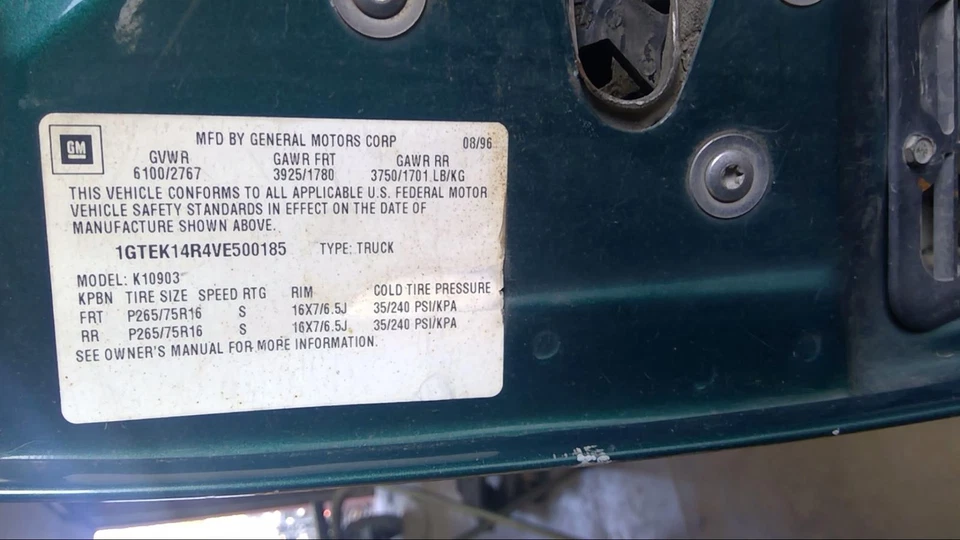 GM
MFD BY GENERAL MOTORS CORP 08/96
GVWR GAWR FRT GAWR RR
6100/2767 3925/1780 3750/1701 LB/KG
THIS VEHICLE CONFORMS TO ALL APPLICABLE U.S. FEDERAL MOTOR
VEHICLE SAFETY STANDARDS IN EFFECT ON THE DATE OF
MANUFACTURE SHOWN ABOVE.
1GTEK14R4VE500185 TYPE: TRUCK
MODEL: K10903
KPBN TIRE SIZE SPEED RTG RIM COLD TIRE PRESSURE
FRT P265/75R16 S 16X7/6.5J 35/240 PSI/KPA
RR P265/75R16 S 16X7/6.5J 35/240 PSI/KPA
SEE OWNER'S MANUAL FOR MORE INFORMATION.